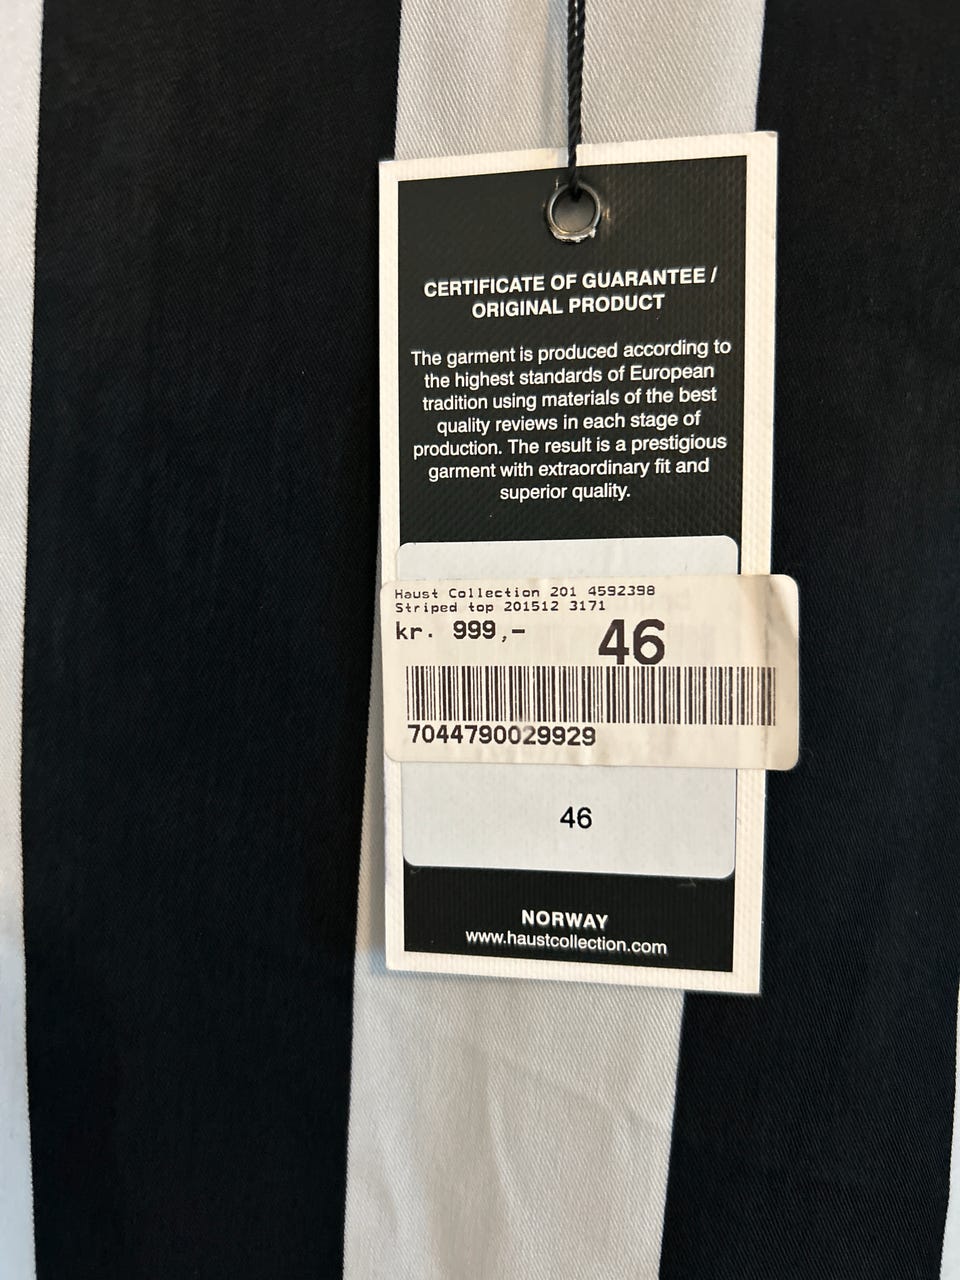 CERTIFICATE OF GUARANTEE /
ORIGINAL PRODUCT
The garment is produced according to
the highest standards of European
tradition using materials of the best
quality reviews in each stage of
production. The result is a prestigious
garment with extraordinary fit and
superior quality.
Haust Collection 201 4592398
Striped top 201512 3171
kr. 999,- 46
7044790029929
46
NORWAY
www.haustcollection.com